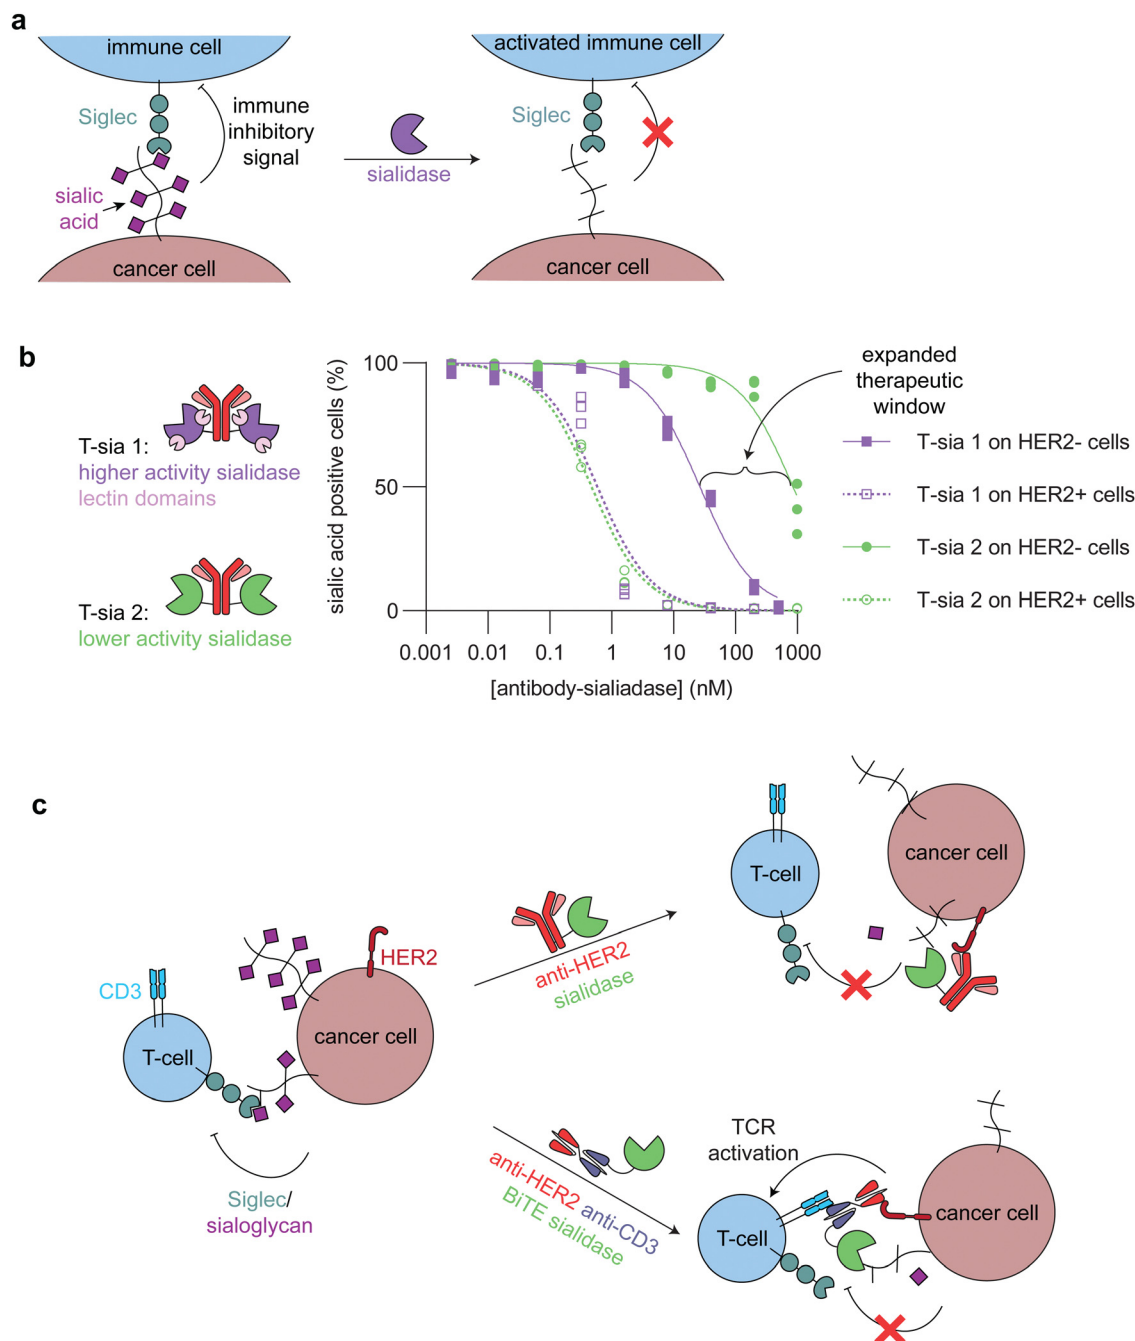 a
immune cell
Siglec
immune
inhibitory
signal
sialic
acid
cancer cell
sialidase
activated immune cell
Siglec
cancer cell
b
T-sia 1:
higher activity sialidase
lectin domains
T-sia 2:
lower activity sialidase
sialic acid positive cells (%)
100
50
0
0.001 0.01 0.1 1 10 100 1000
[antibody-sialiadase] (nM)
expanded
therapeutic
window
T-sia 1 on HER2- cells
T-sia 1 on HER2+ cells
T-sia 2 on HER2- cells
T-sia 2 on HER2+ cells
c
CD3
HER2
T-cell
cancer cell
Siglec/
sialoglycan
anti-HER2
sialidase
T-cell
cancer cell
anti-HER2 anti-CD3
BiTE sialidase
TCR
activation
T-cell
cancer cell